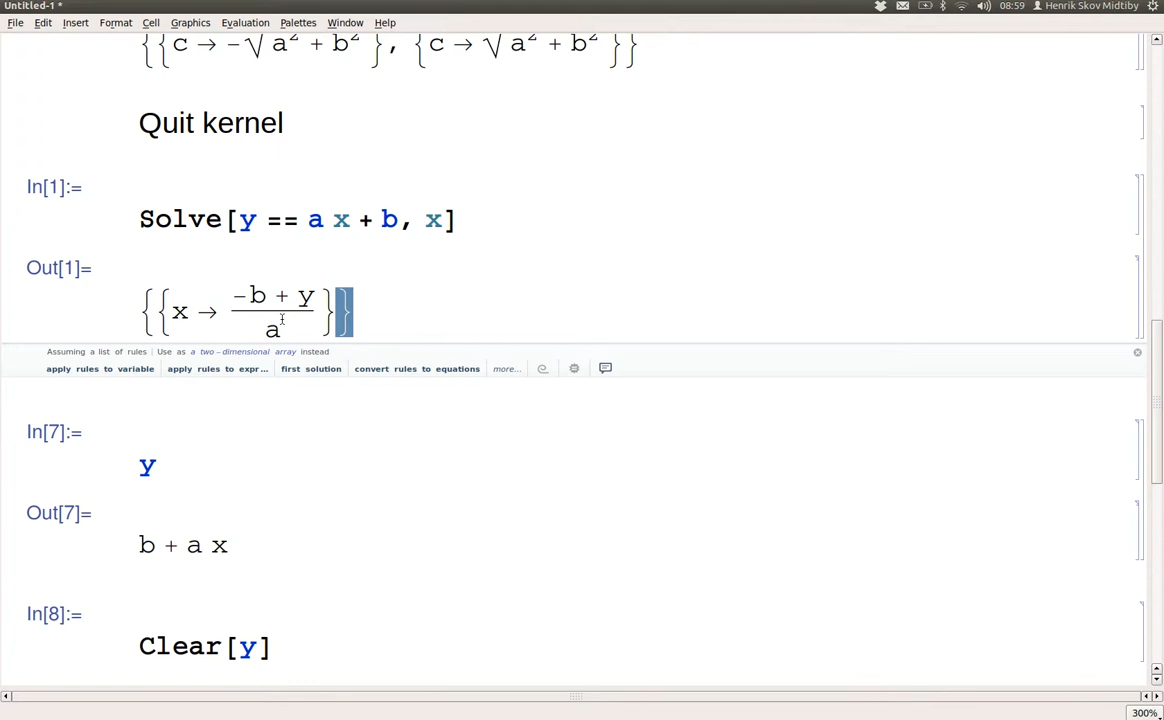 Untitled-1 *
08:59 Henrik Skov Midtiby
File Edit Insert Format Cell Graphics Evaluation Palettes Window Help
{{c → -√a² + b²}, {c → √a² + b²}}
Quit kernel
In[1]:=
Solve[y == a x + b, x]
Out[1]=
{{x → (-b + y)/a}}
Assuming a list of rules | Use as a two-dimensional array instead
apply rules to variable apply rules to expr... first solution convert rules to equations more...
In[7]:=
y
Out[7]=
b + a x
In[8]:=
Clear[y]
300%